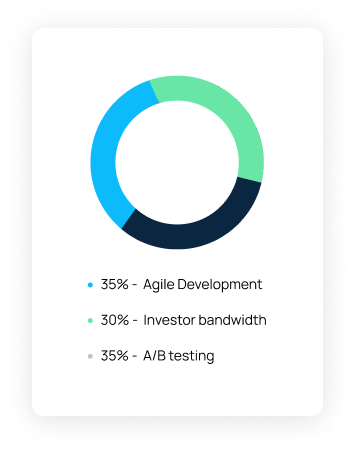 35% - Agile Development
30% - Investor bandwidth
35% - A/B testing